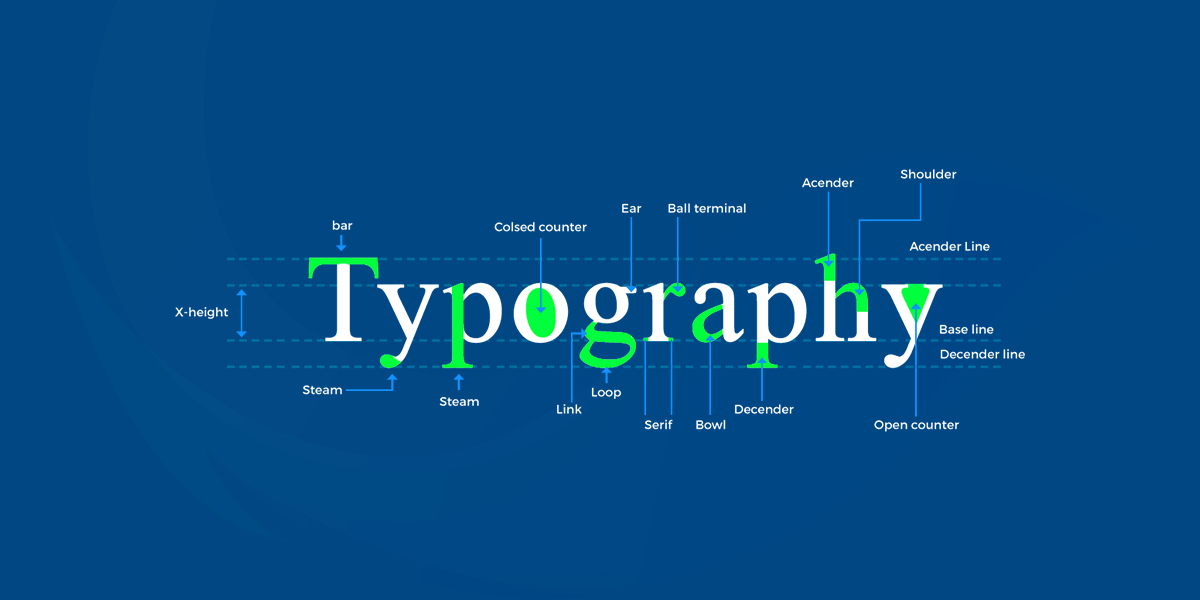 Shoulder
Acender
Ear
Ball terminal
bar
Colsed counter
Acender Line
Typography
X-height
Base line
Decender line
Steam
Steam
Loop
Link
Decender
Serif
Bowl
Open counter